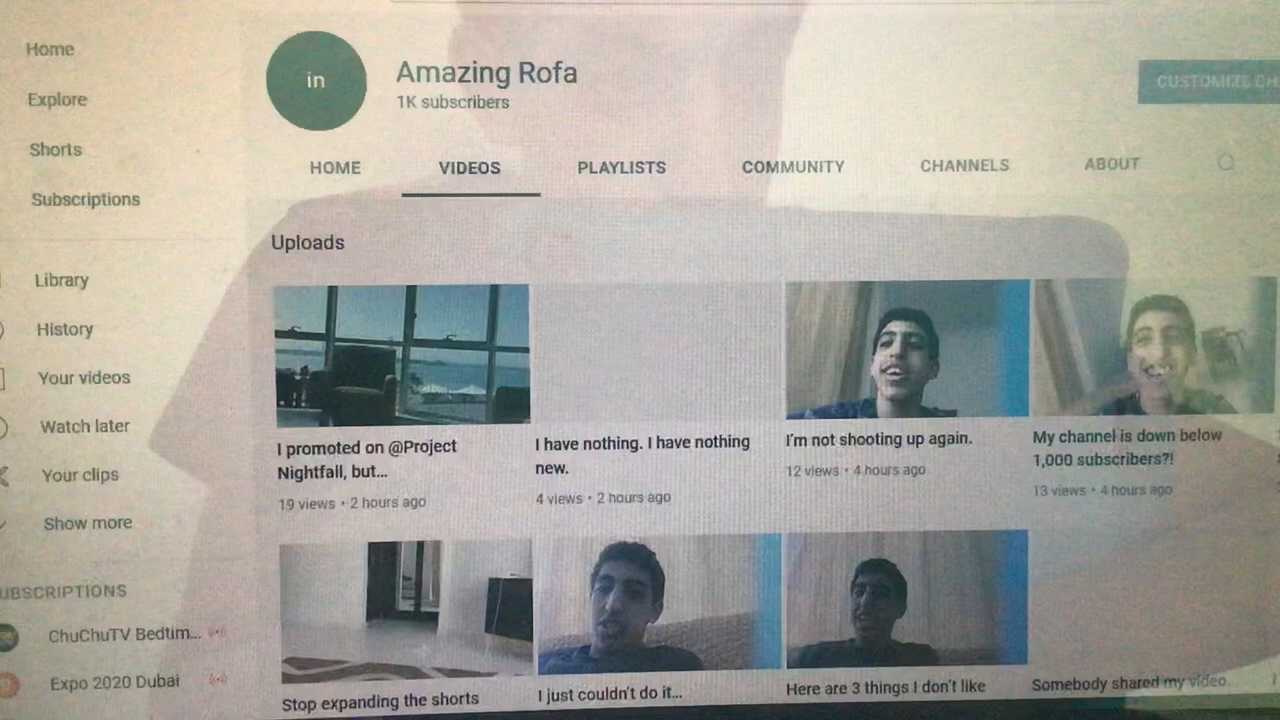 Home
Explore
Shorts
Subscriptions
Library
History
Your videos
Watch later
Your clips
Show more
UBSCRIPTIONS
ChuChuTV Bedtim...
Expo 2020 Dubai
in
Amazing Rofa
1K subscribers
CUSTOMIZE CH
HOME VIDEOS PLAYLISTS COMMUNITY CHANNELS ABOUT
Uploads
I promoted on @Project
Nightfall, but...
19 views • 2 hours ago
I have nothing. I have nothing
new.
4 views • 2 hours ago
I'm not shooting up again.
12 views • 4 hours ago
My channel is down below
1,000 subscribers?!
13 views • 4 hours ago
Stop expanding the shorts
I just couldn't do it...
Here are 3 things I don't like
Somebody shared my video